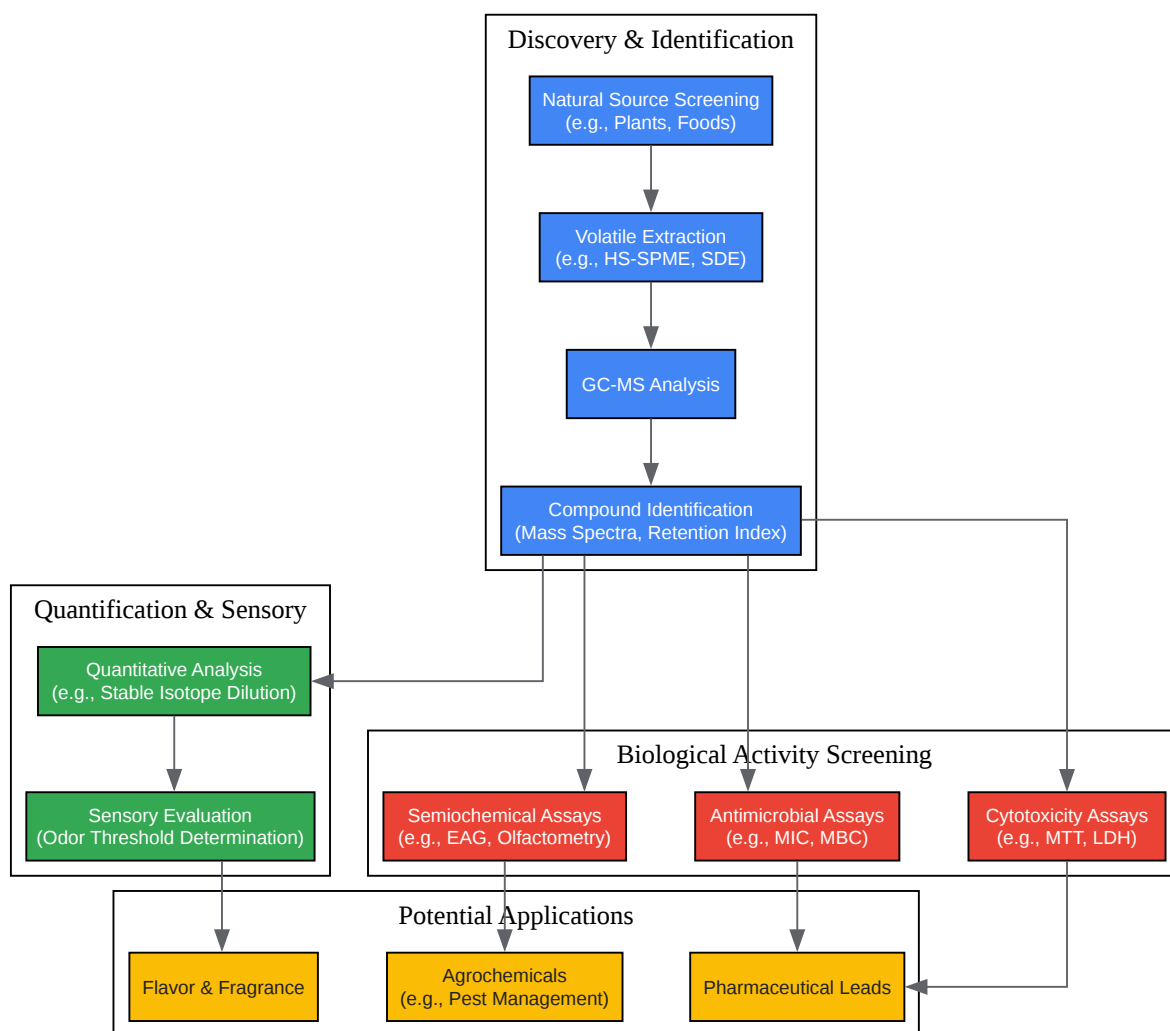 Discovery & Identification
Natural Source Screening
(e.g., Plants, Foods)
Volatile Extraction
(e.g., HS-SPME, SDE)
GC-MS Analysis
Compound Identification
(Mass Spectra, Retention Index)
Quantification & Sensory
Quantitative Analysis
(e.g., Stable Isotope Dilution)
Sensory Evaluation
(Odor Threshold Determination)
Biological Activity Screening
Semiochemical Assays
(e.g., EAG, Olfactometry)
Antimicrobial Assays
(e.g., MIC, MBC)
Cytotoxicity Assays
(e.g., MTT, LDH)
Potential Applications
Flavor & Fragrance
Agrochemicals
(e.g., Pest Management)
Pharmaceutical Leads